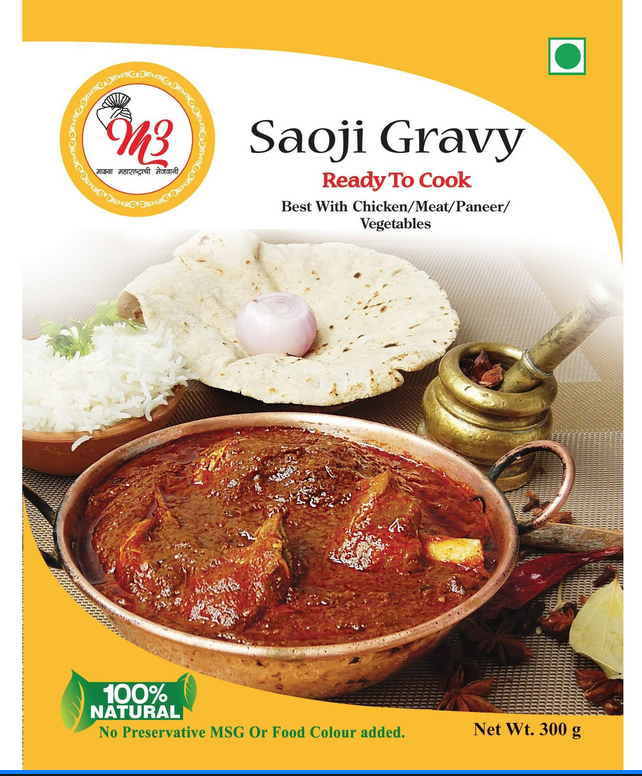 M3
माझ्या महाराष्ट्राची मेजवानी
Saoji Gravy
Ready To Cook
Best With Chicken/Meat/Paneer/
Vegetables
100%
NATURAL
No Preservative MSG Or Food Colour added.
Net Wt. 300 g